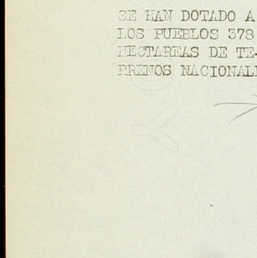 SE HAN DOTADO A
LOS PUEBLOS 378
HECTAREAS DE TE-
RRENOS NACIONAL